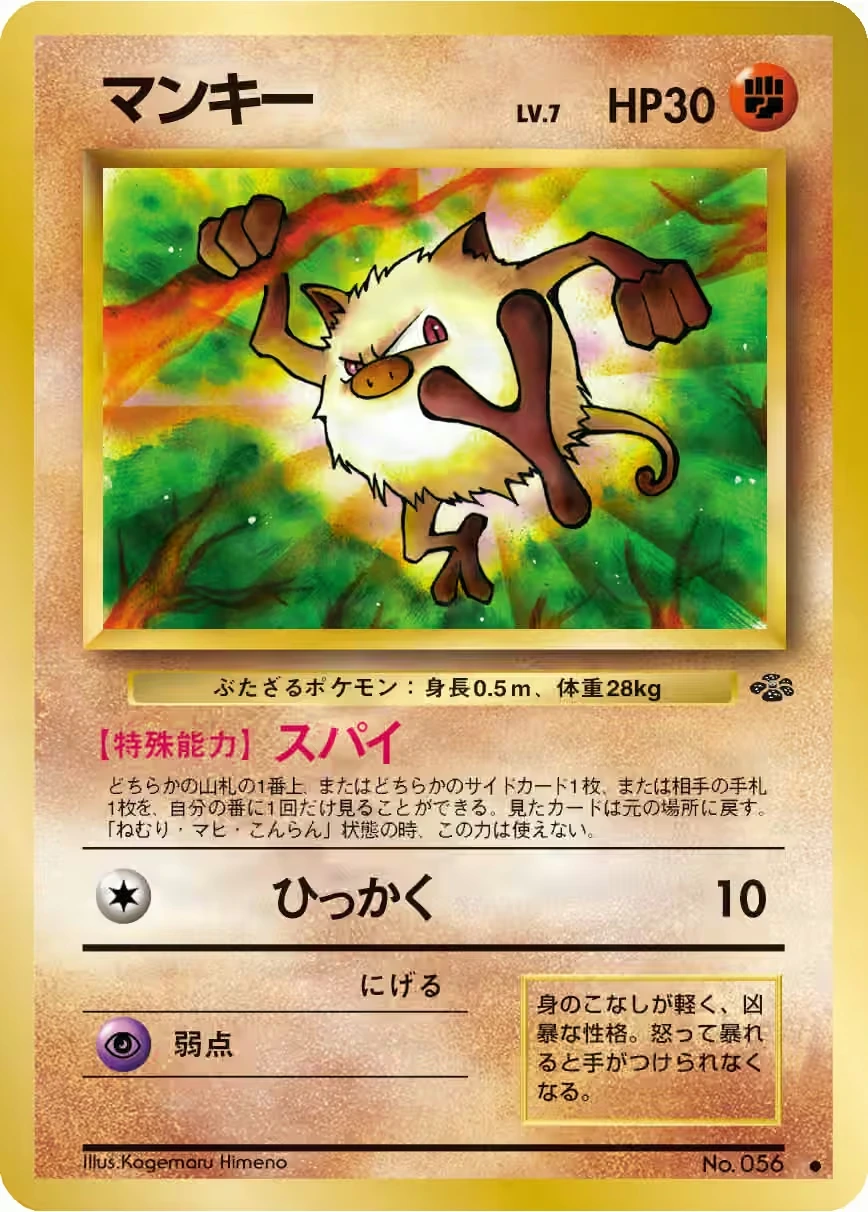 マンキー LV.7 HP30
ぶたざるポケモン：身長0.5m、体重28kg
【特殊能力】スパイ
どちらかの山札の1番上、またはどちらかのサイドカード1枚、または相手の手札
1枚を、自分の番に1回だけ見ることができる。見たカードは元の場所に戻す。
「ねむり・マヒ・こんらん」状態の時、この力は使えない。
ひっかく 10
にげる
弱点
身のこなしが軽く、凶
暴な性格。怒って暴れ
ると手がつけられなく
なる。
Illus.Kagemaru Himeno No. 056